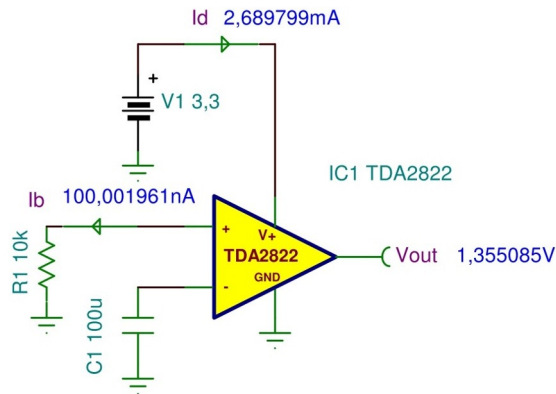 Id 2,689799mA
+
V1 3,3
IC1 TDA2822
Ib 100,001961nA
R1 10k
+
V+
TDA2822
GND
-
Vout 1,355085V
C1 100u